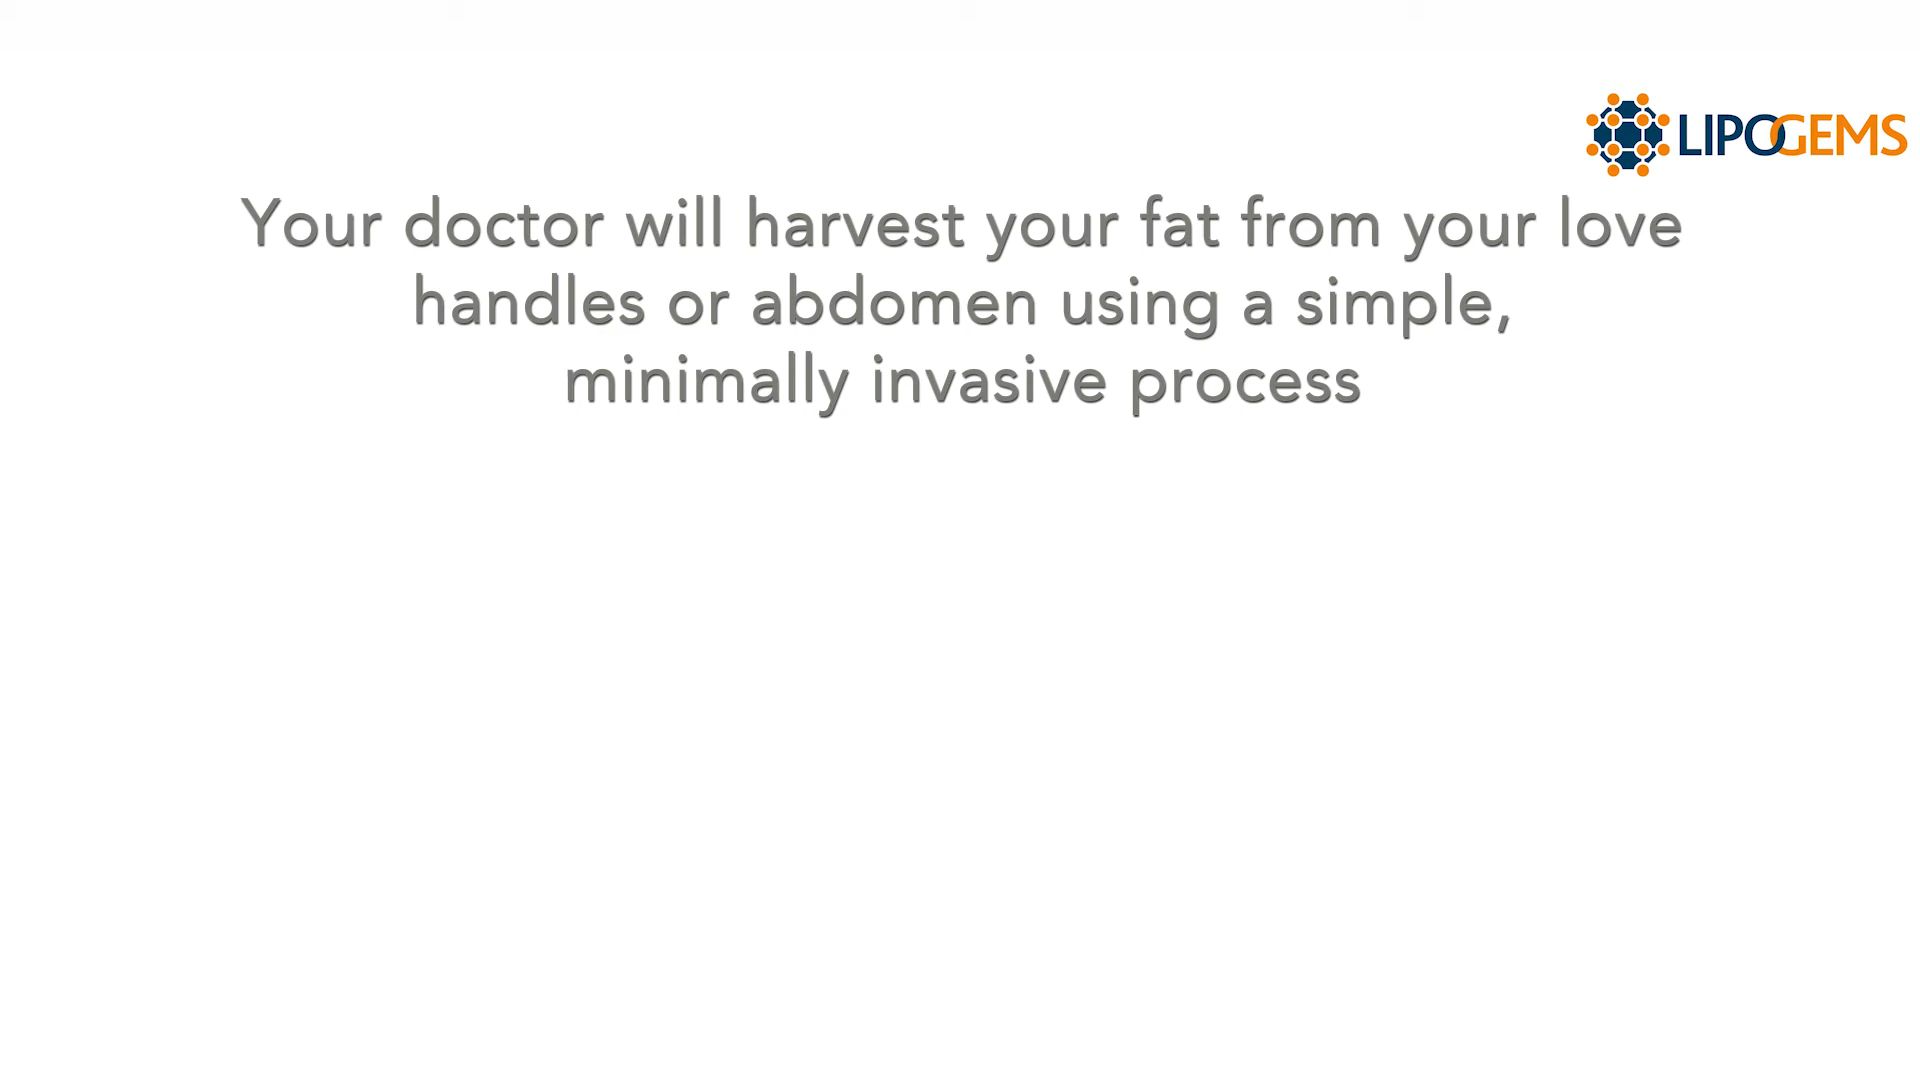 LIPOGEMS
Your doctor will harvest your fat from your love
handles or abdomen using a simple,
minimally invasive process